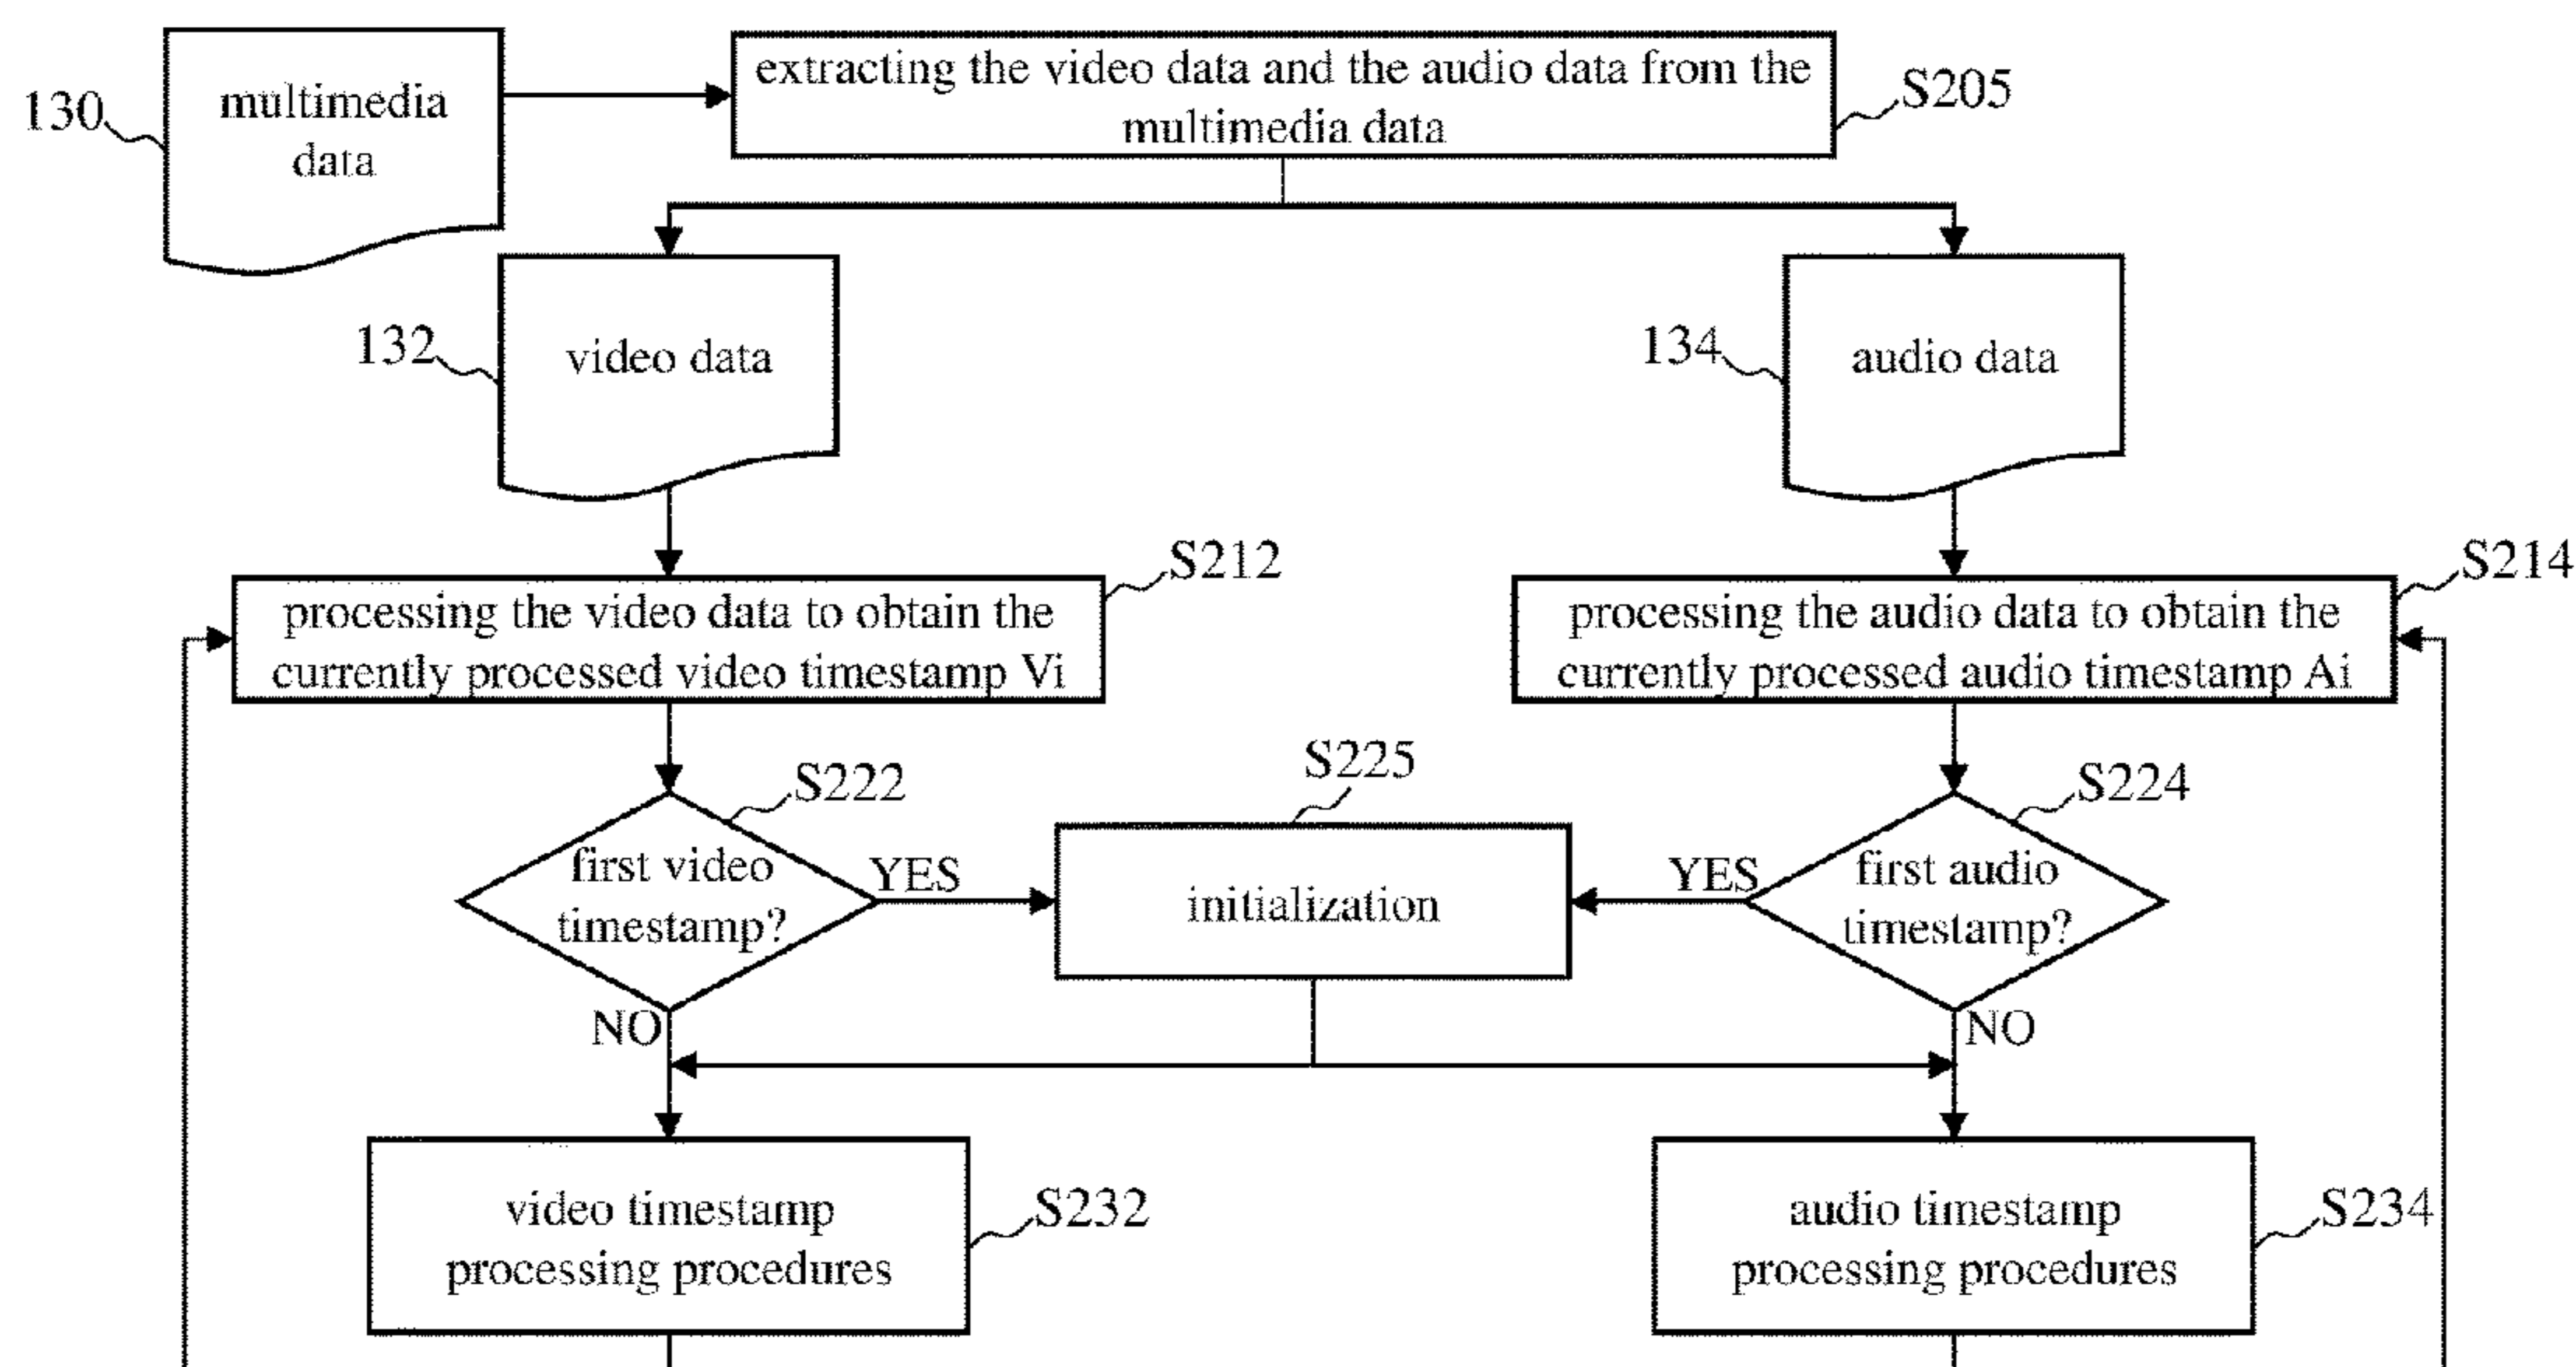 130
multimedia
data
extracting the video data and the audio data from the
multimedia data
S205
132
video data
134
audio data
S212
processing the video data to obtain the
currently processed video timestamp Vi
S214
processing the audio data to obtain the
currently processed audio timestamp Ai
S222
first video
timestamp?
YES
NO
S225
initialization
S224
first audio
timestamp?
YES
NO
video timestamp
processing procedures
S232
audio timestamp
processing procedures
S234